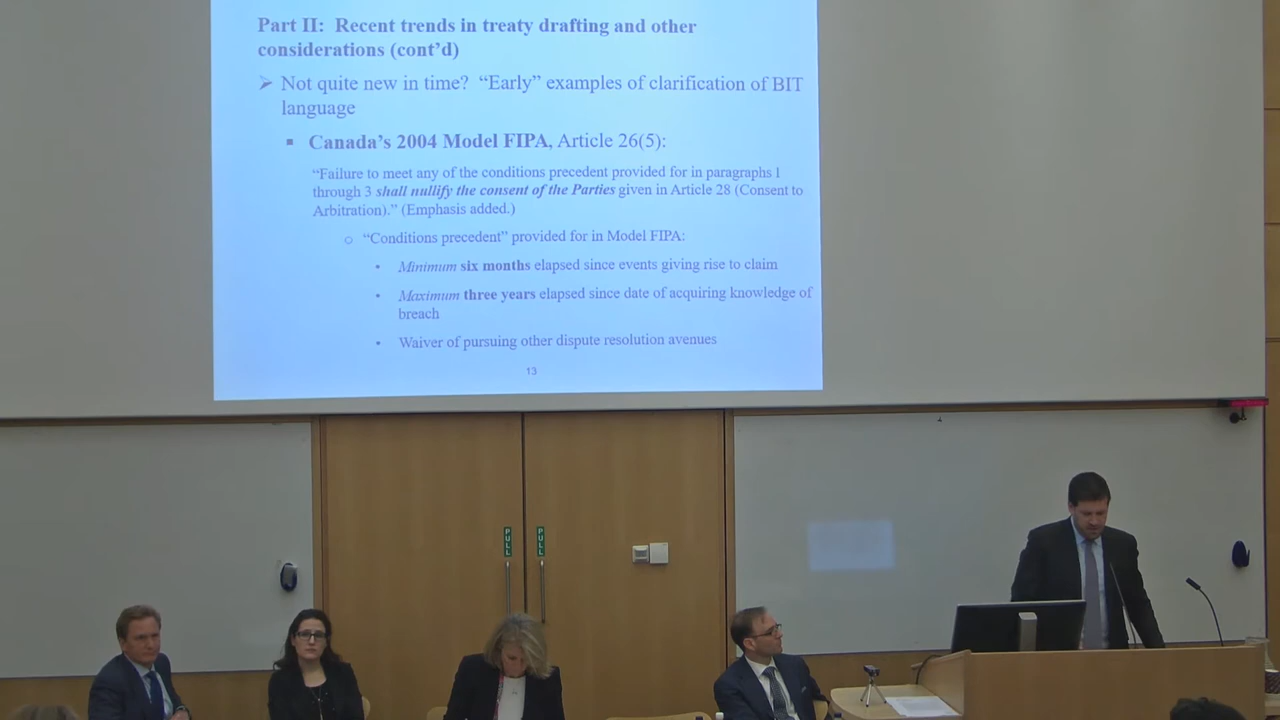 Part II: Recent trends in treaty drafting and other
considerations (cont’d)
➢ Not quite new in time? “Early” examples of clarification of BIT
language
▪ Canada’s 2004 Model FIPA, Article 26(5):
“Failure to meet any of the conditions precedent provided for in paragraphs 1
through 3 shall nullify the consent of the Parties given in Article 28 (Consent to
Arbitration).” (Emphasis added.)
o “Conditions precedent” provided for in Model FIPA:
• Minimum six months elapsed since events giving rise to claim
• Maximum three years elapsed since date of acquiring knowledge of
breach
• Waiver of pursuing other dispute resolution avenues
13
PULL
PULL